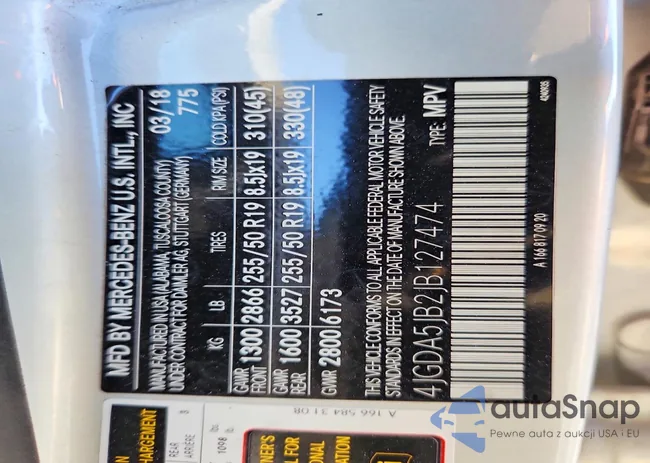 MFD BY MERCEDES-BENZ U.S. INTL., INC
MANUFACTURED IN USA (ALABAMA, TUSCALOOSA COUNTY) 03/18
UNDER CONTRACT FOR DAIMLER AG, STUTTGART (GERMANY) 775
KG LB TIRES RIM SIZE COLD KPA(PSI)
GAWR FRONT 1300 2866 255/50 R19 8.5Jx19 310(45)
GAWR REAR 1600 3527 255/50 R19 8.5Jx19 330(48)
GVWR 2800 6173
THIS VEHICLE CONFORMS TO ALL APPLICABLE FEDERAL MOTOR VEHICLE SAFETY
STANDARDS IN EFFECT ON THE DATE OF MANUFACTURE SHOWN ABOVE.
4JGDA5JB2JB127474 TYPE: MPV
A 166 817 09 20
A 166 584 31 08
REAR
ARRIÈRE
1098 lb.
autaSnap
Pewne auta z aukcji USA i EU